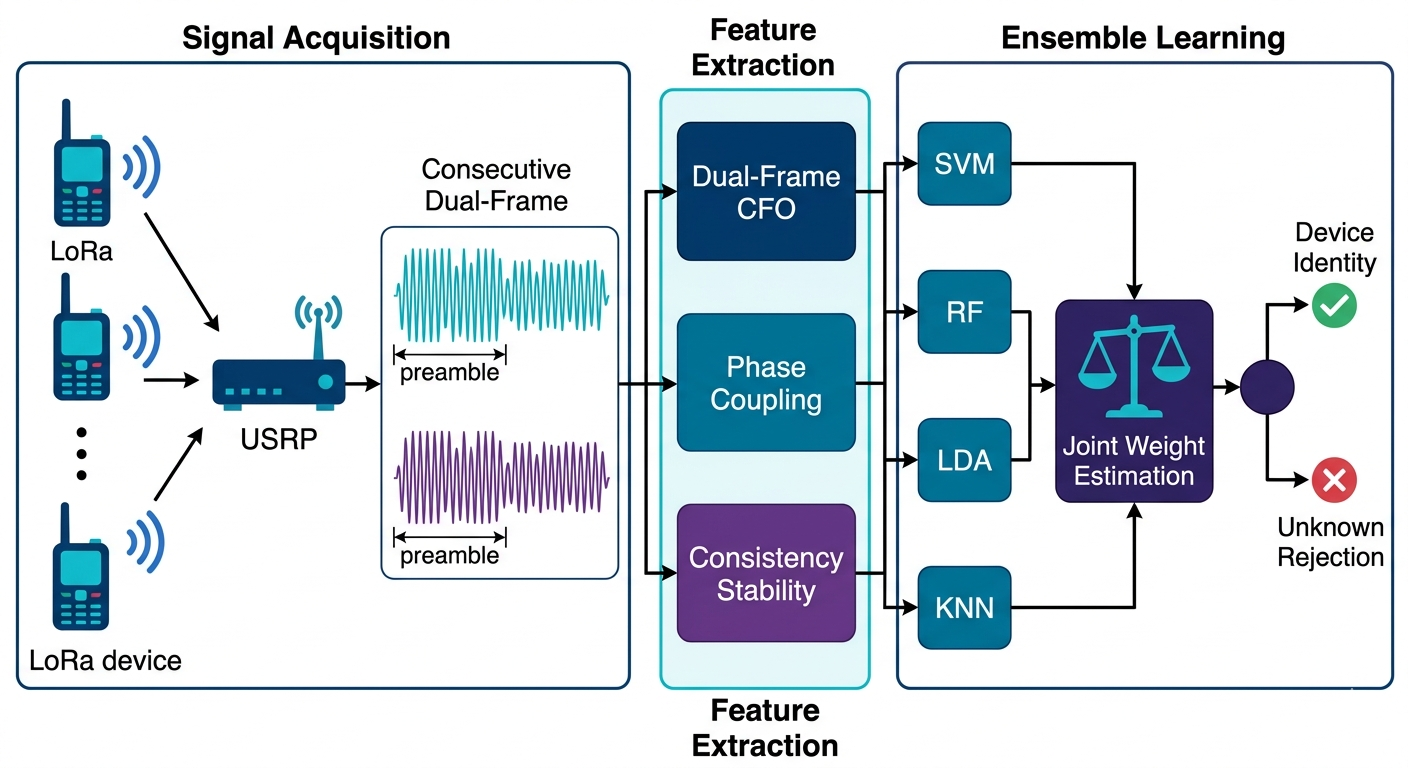 Signal Acquisition
LoRa
LoRa device
USRP
Consecutive
Dual-Frame
preamble
preamble
Feature
Extraction
Dual-Frame
CFO
Phase
Coupling
Consistency
Stability
Feature
Extraction
Ensemble Learning
SVM
RF
LDA
KNN
Joint Weight
Estimation
Device
Identity
Unknown
Rejection